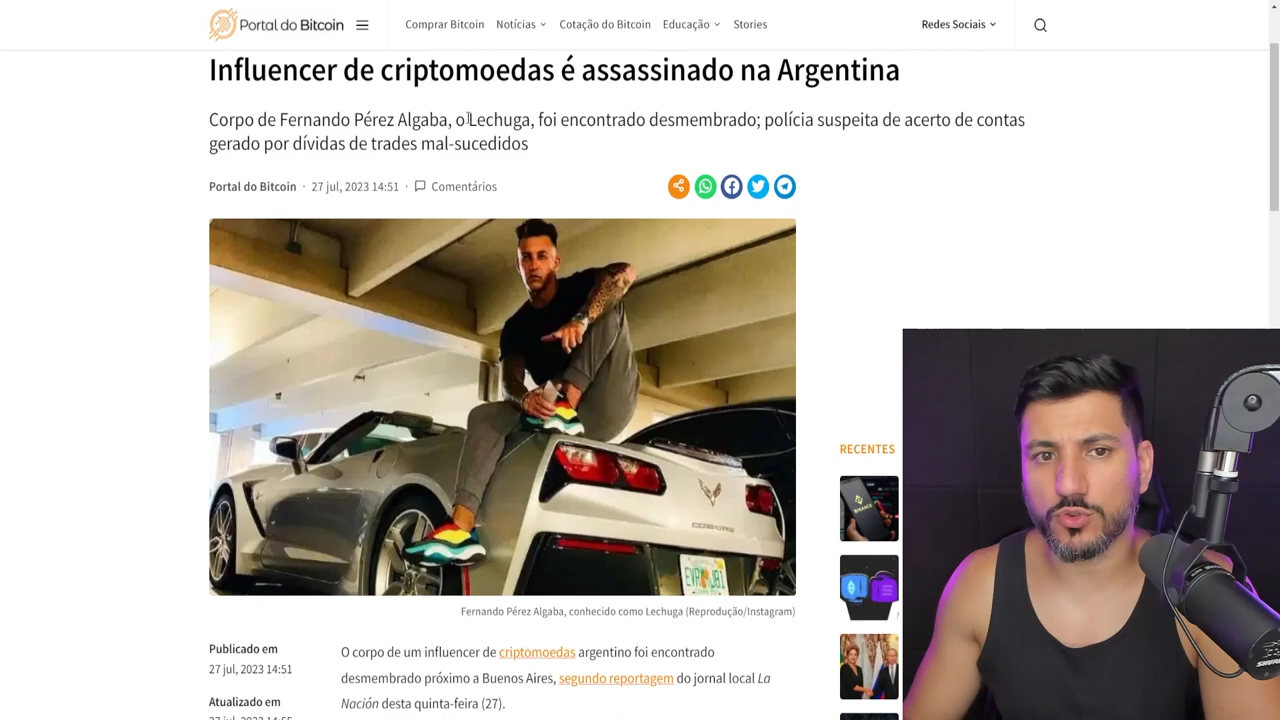 Portal do Bitcoin
Comprar Bitcoin Notícias Cotação do Bitcoin Educação Stories
Redes Sociais
Influencer de criptomoedas é assassinado na Argentina
Corpo de Fernando Pérez Algaba, o Lechuga, foi encontrado desmembrado; polícia suspeita de acerto de contas
gerado por dívidas de trades mal-sucedidos
Portal do Bitcoin · 27 jul, 2023 14:51 · Comentários
Fernando Pérez Algaba, conhecido como Lechuga (Reprodução/Instagram)
RECENTES
BINANCE
Publicado em
27 jul, 2023 14:51
Atualizado em
O corpo de um influencer de criptomoedas argentino foi encontrado
desmembrado próximo a Buenos Aires, segundo reportagem do jornal local La
Nación desta quinta-feira (27).
SHURE